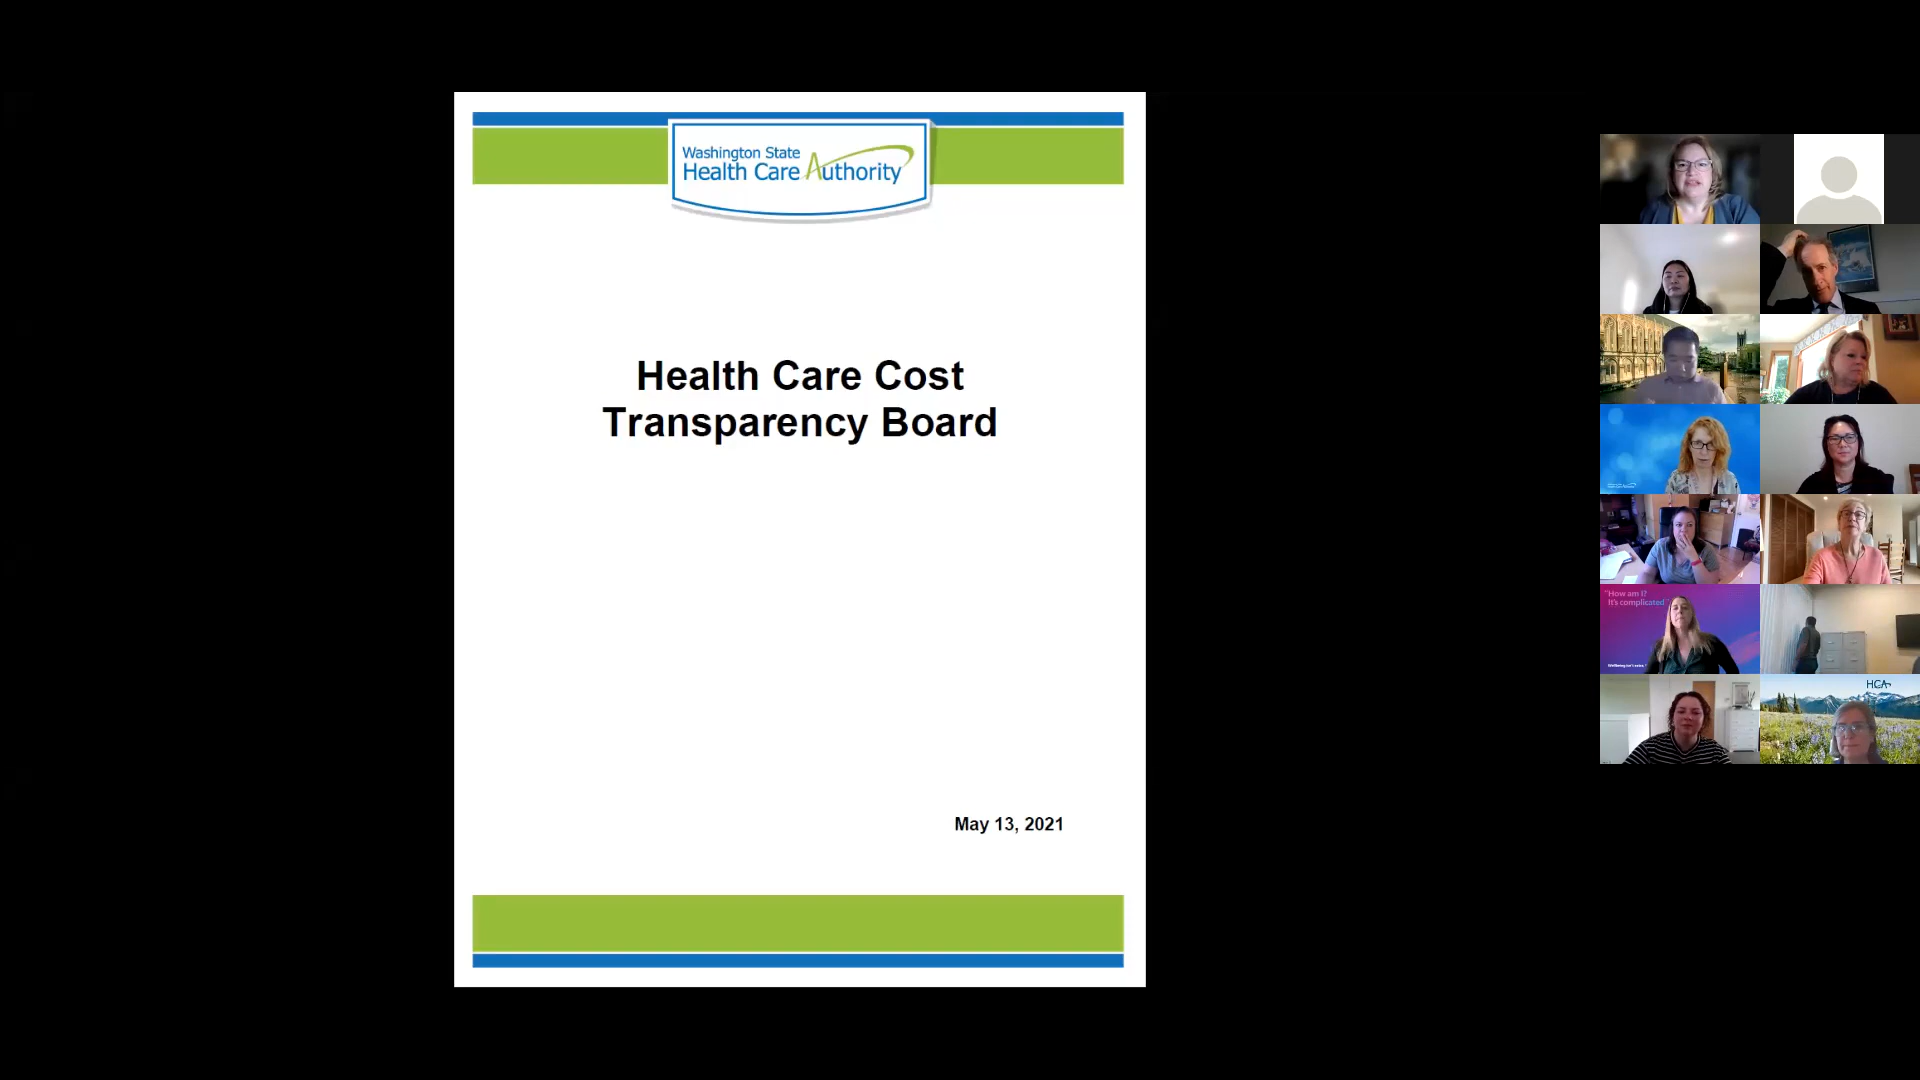 Washington State
Health Care Authority
Health Care Cost
Transparency Board
May 13, 2021
"How am I?
It's complicated
HCA